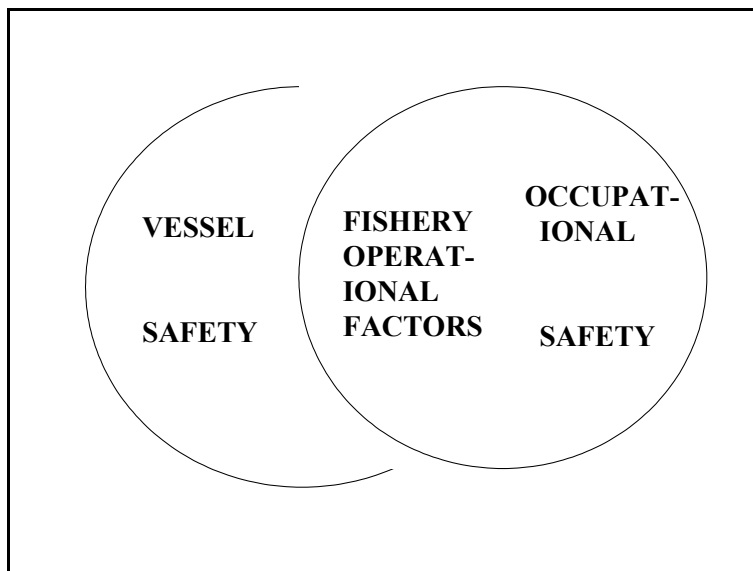 VESSEL
SAFETY
FISHERY
OPERAT-
IONAL
FACTORS
OCCUPAT-
IONAL
SAFETY